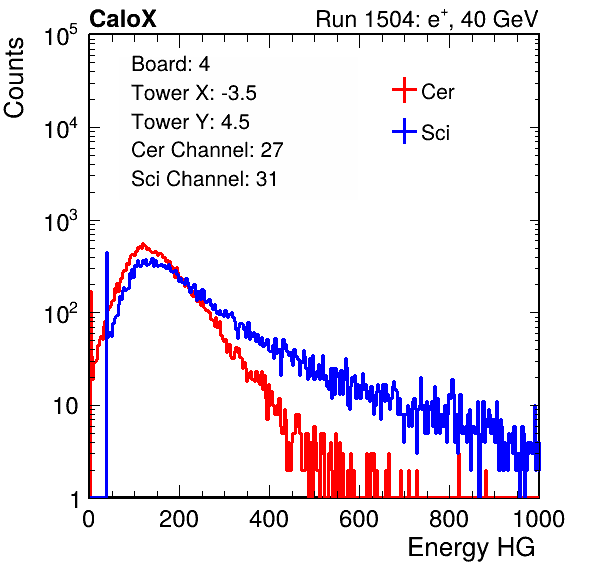 CaloX Run 1504: e⁺, 40 GeV
Counts
10⁵
10⁴
10³
10²
10
1
Board: 4
Tower X: -3.5
Tower Y: 4.5
Cer Channel: 27
Sci Channel: 31
Cer
Sci
0 200 400 600 800 1000
Energy HG